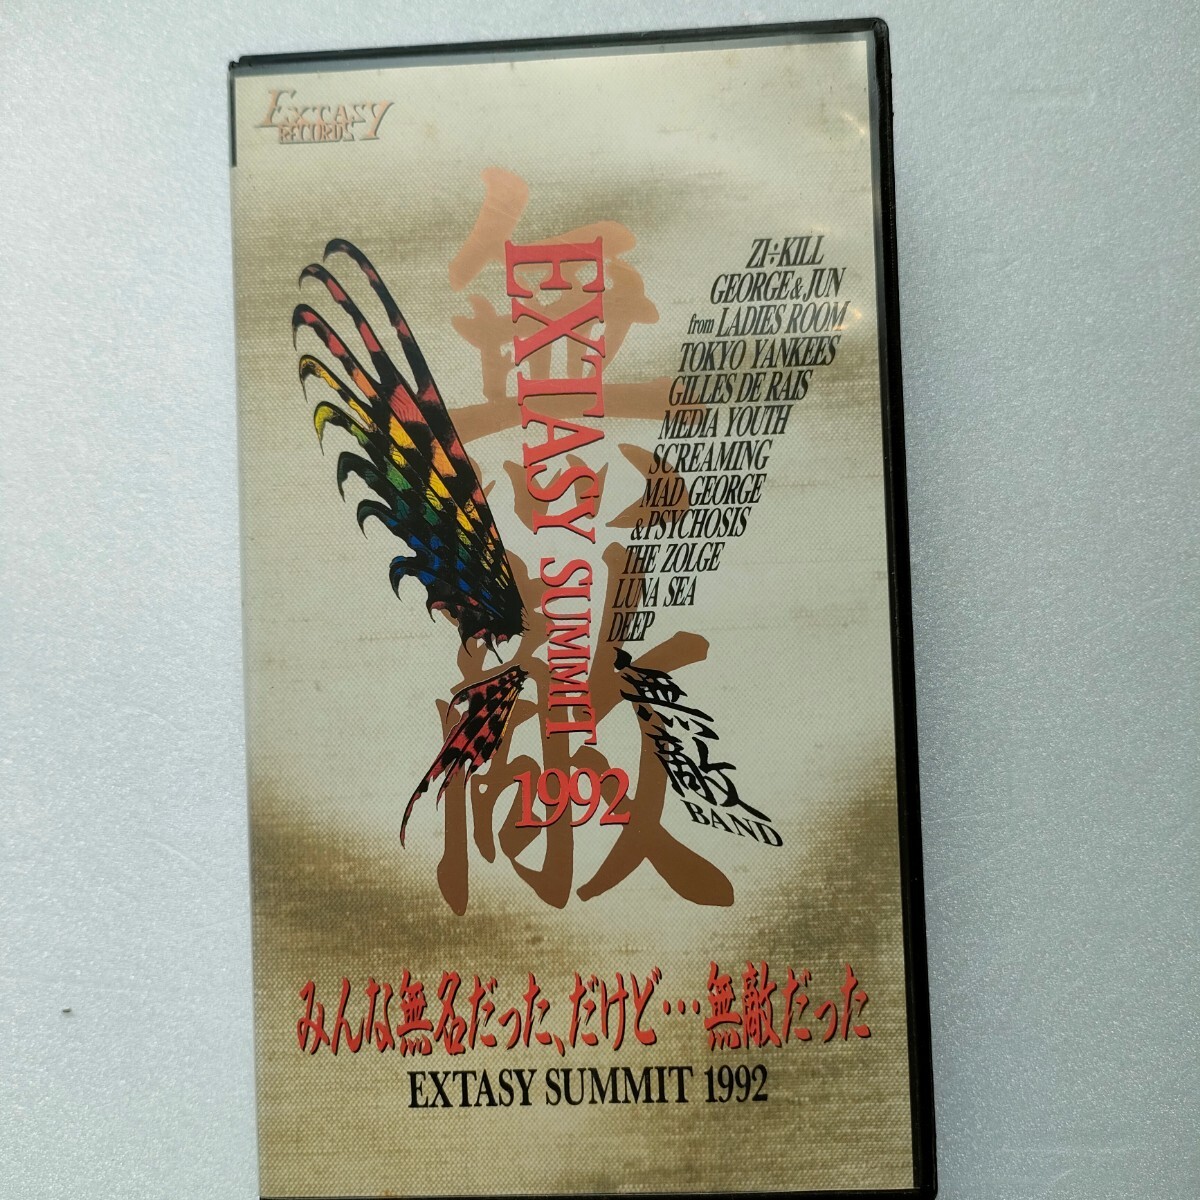 EXTASY
RECORDS
無敵
EXTASY SUMMIT
1992
ZI÷KILL
GEORGE & JUN
from LADIES ROOM
TOKYO YANKEES
GILLES DE RAIS
MEDIA YOUTH
SCREAMING
MAD GEORGE
& PSYCHOSIS
THE ZOLGE
LUNA SEA
DEEP
BAND
みんな無名だった、だけど…無敵だった
EXTASY SUMMIT 1992